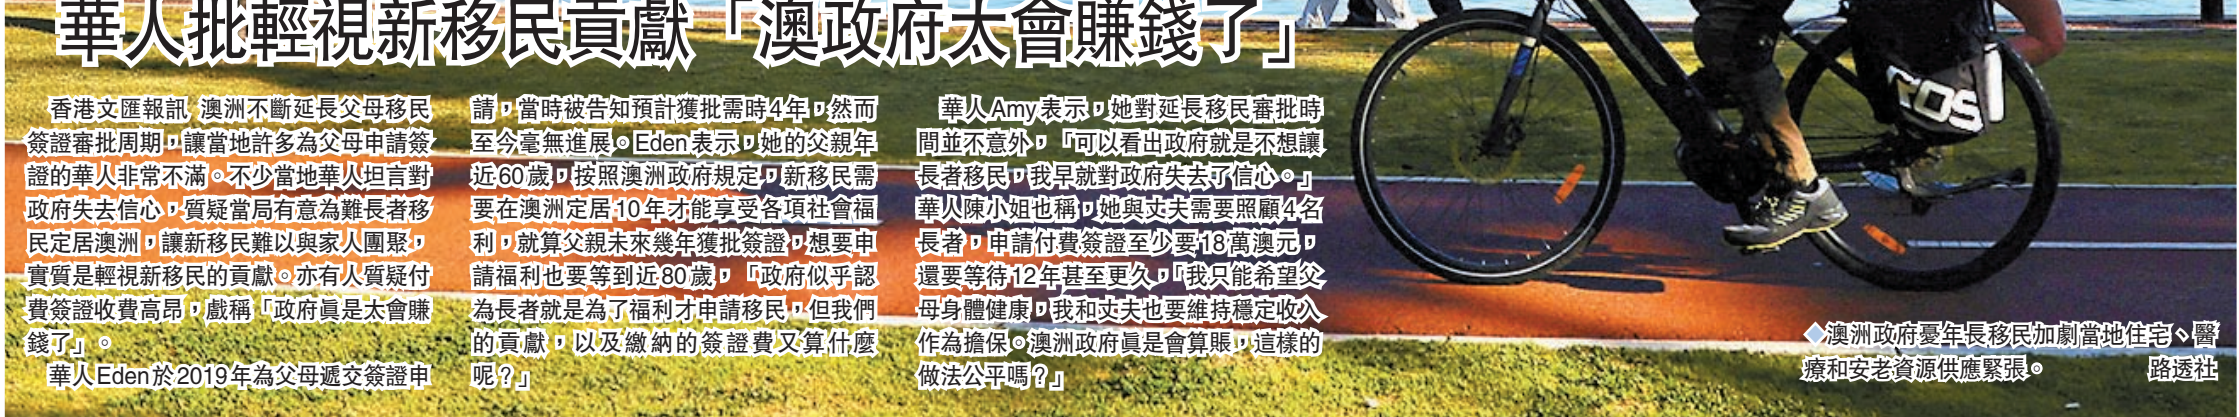 華人批輕視新移民貢獻「澳政府太會賺錢了」
香港文匯報訊 澳洲不斷延長父母移民
簽證審批周期，讓當地許多為父母申請簽
證的華人非常不滿。不少當地華人坦言對
政府失去信心，質疑當局有意為難長者移
民定居澳洲，讓新移民難以與家人團聚，
實質是輕視新移民的貢獻。亦有人質疑付
費簽證收費高昂，戲稱「政府真是太會賺
錢了」。
華人Eden於2019年為父母遞交簽證申
請，當時被告知預計獲批需時4年，然而
至今毫無進展。Eden表示，她的父親年
近60歲，按照澳洲政府規定，新移民需
要在澳洲定居10年才能享受各項社會福
利，就算父親未來幾年獲批簽證，想要申
請福利也要等到近80歲，「政府似乎認
為長者就是為了福利才申請移民，但我們
的貢獻，以及繳納的簽證費又算什麼
呢？」
華人Amy表示，她對延長移民審批時
間並不意外，「可以看出政府就是不想讓
長者移民，我早就對政府失去了信心。」
華人陳小姐也稱，她與丈夫需要照顧4名
長者，申請付費簽證至少要18萬澳元，
還要等待12年甚至更久，「我只能希望父
母身體健康，我和丈夫也要維持穩定收入
作為擔保。澳洲政府真是會算賬，這樣的
做法公平嗎？」
ROS
◆澳洲政府憂年長移民加劇當地住宅、醫
療和安老資源供應緊張。 路透社